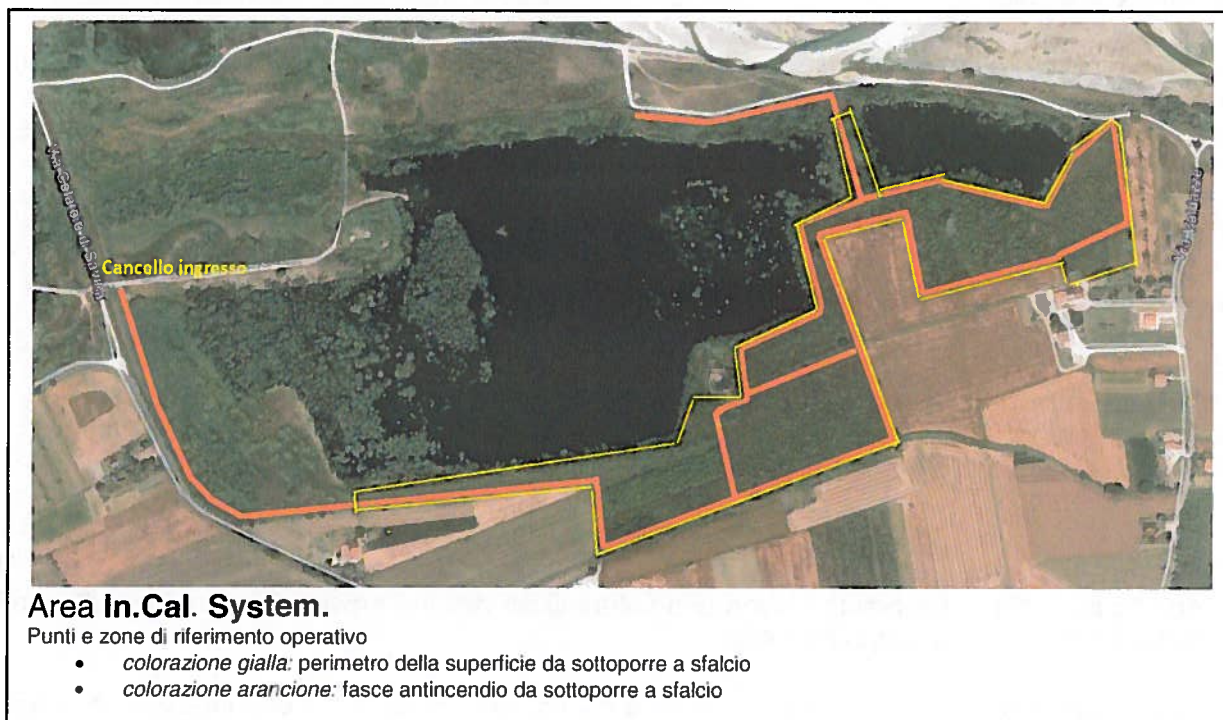 Cancello ingresso
Area In.Cal. System.
Punti e zone di riferimento operativo
• colorazione gialla: perimetro della superficie da sottoporre a sfalcio
• colorazione arancione: fasce antincendio da sottoporre a sfalcio